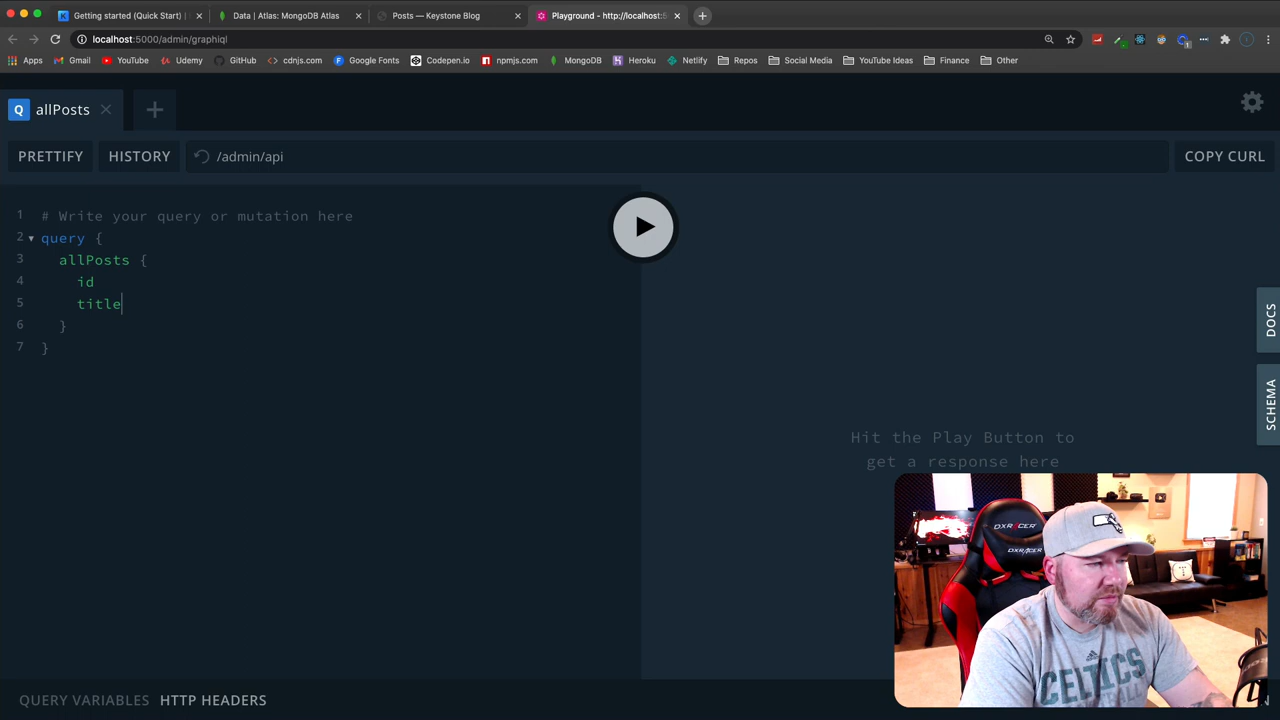 Getting started (Quick Start) |
Data | Atlas: MongoDB Atlas
Posts — Keystone Blog
Playground - http://localhost:5
localhost:5000/admin/graphiql
Apps Gmail YouTube Udemy GitHub cdnjs.com Google Fonts Codepen.io npmjs.com MongoDB Heroku Netlify Repos Social Media YouTube Ideas Finance Other
Q allPosts
PRETTIFY HISTORY /admin/api COPY CURL
1 # Write your query or mutation here
2 query {
3 allPosts {
4 id
5 title
6 }
7 }
DOCS
SCHEMA
Hit the Play Button to
get a response here
DXRACER
DXRACER
CELTICS
QUERY VARIABLES HTTP HEADERS